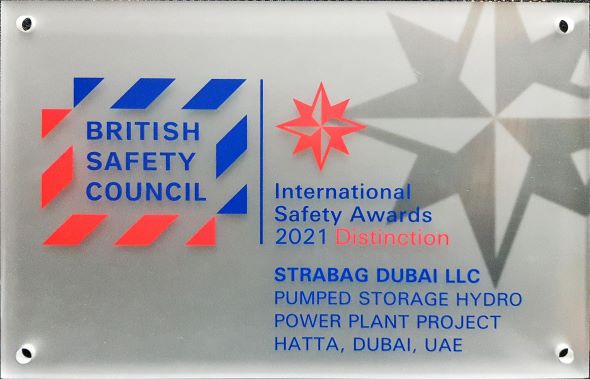 BRITISH
SAFETY
COUNCIL
International
Safety Awards
2021 Distinction
STRABAG DUBAI LLC
PUMPED STORAGE HYDRO
POWER PLANT PROJECT
HATTA, DUBAI, UAE